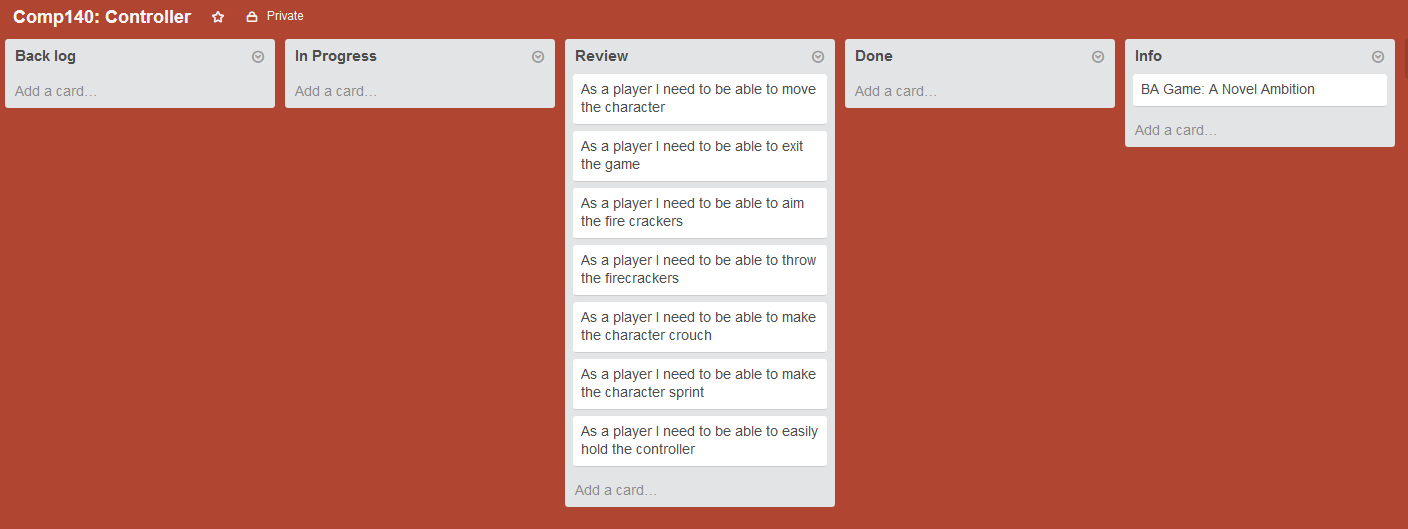 Comp140: Controller
Private
Back log
Add a card…
In Progress
Add a card…
Review
As a player I need to be able to move
the character
As a player I need to be able to exit
the game
As a player I need to be able to aim
the fire crackers
As a player I need to be able to throw
the firecrackers
As a player I need to be able to make
the character crouch
As a player I need to be able to make
the character sprint
As a player I need to be able to easily
hold the controller
Add a card…
Done
Add a card…
Info
BA Game: A Novel Ambition
Add a card…